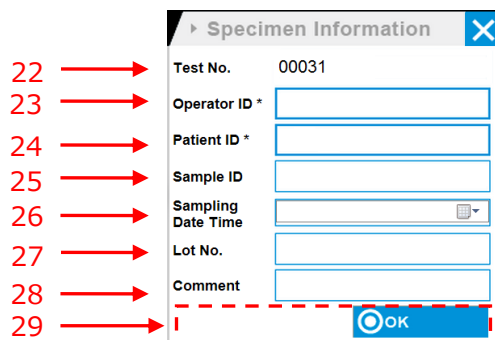 Specimen Information
22 Test No. 00031
23 Operator ID *
24 Patient ID *
25 Sample ID
26 Sampling
Date Time
27 Lot No.
28 Comment
29 OK